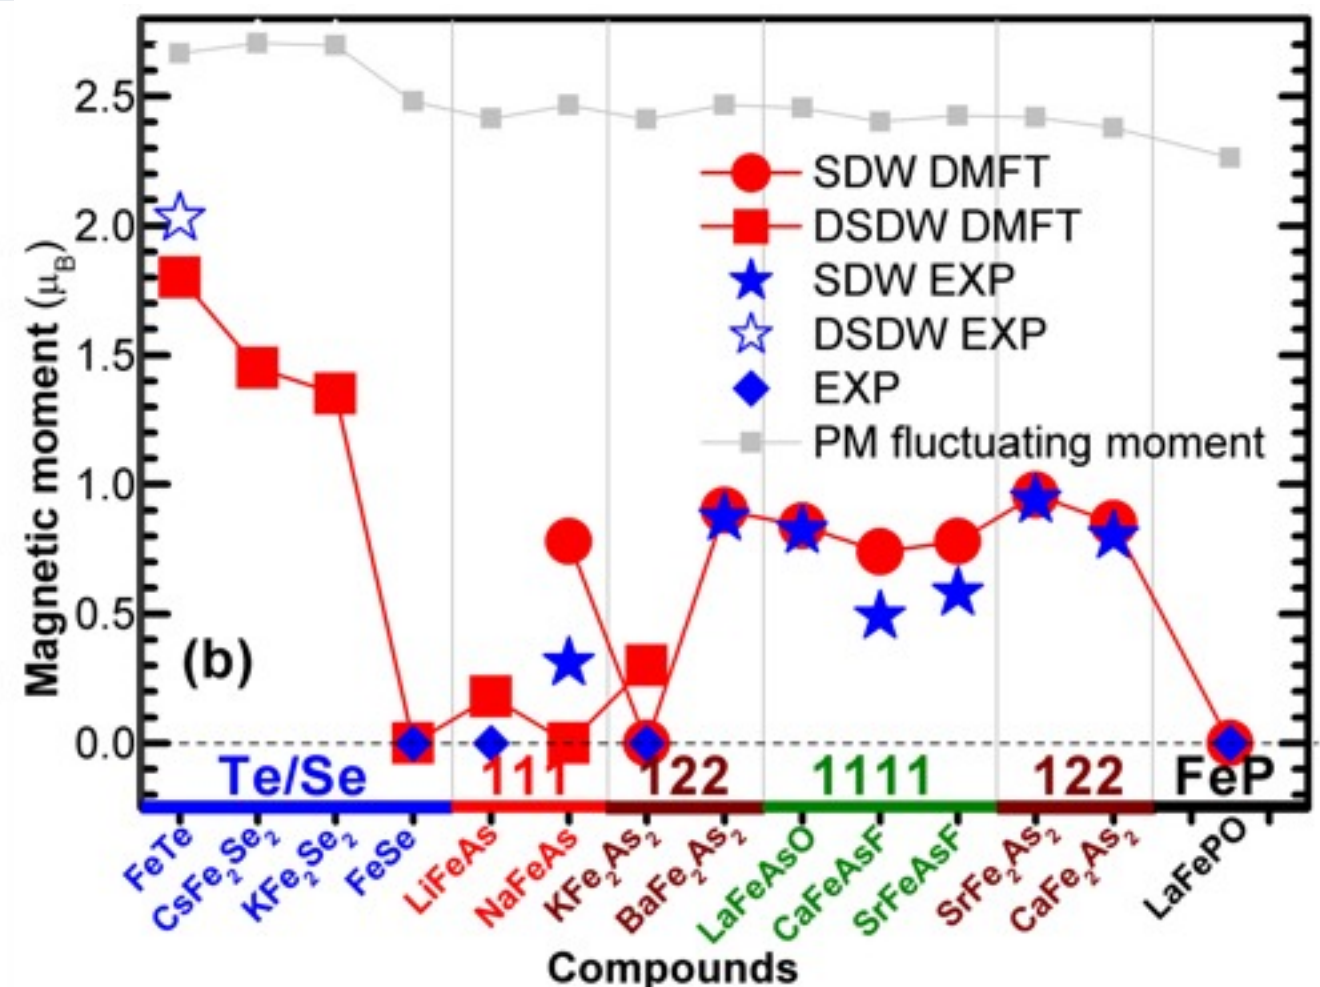 2.5
2.0
1.5
1.0
0.5
0.0
Magnetic moment (μB)
SDW DMFT
DSDW DMFT
SDW EXP
DSDW EXP
EXP
PM fluctuating moment
(b)
Te/Se
111
122
1111
122
FeP
FeTe
CsFe2Se2
KFe2Se2
FeSe
LiFeAs
NaFeAs
KFe2As2
BaFe2As2
LaFeAsO
CaFeAsF
SrFeAsF
SrFe2As2
CaFe2As2
LaFePO
Compounds